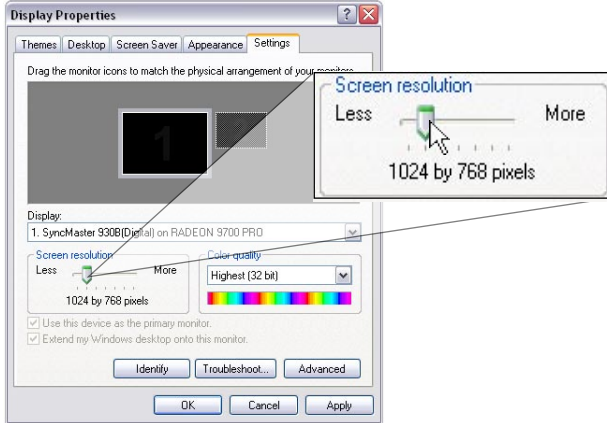 Display Properties
Themes Desktop Screen Saver Appearance Settings
Drag the monitor icons to match the physical arrangement of your monitors.
1
Display:
1. SyncMaster 930B(Digital) on RADEON 9700 PRO
Screen resolution
Less More
1024 by 768 pixels
Color quality
Highest (32 bit)
Use this device as the primary monitor.
Extend my Windows desktop onto this monitor.
Identify Troubleshoot... Advanced
OK Cancel Apply
Screen resolution
Less More
1024 by 768 pixels